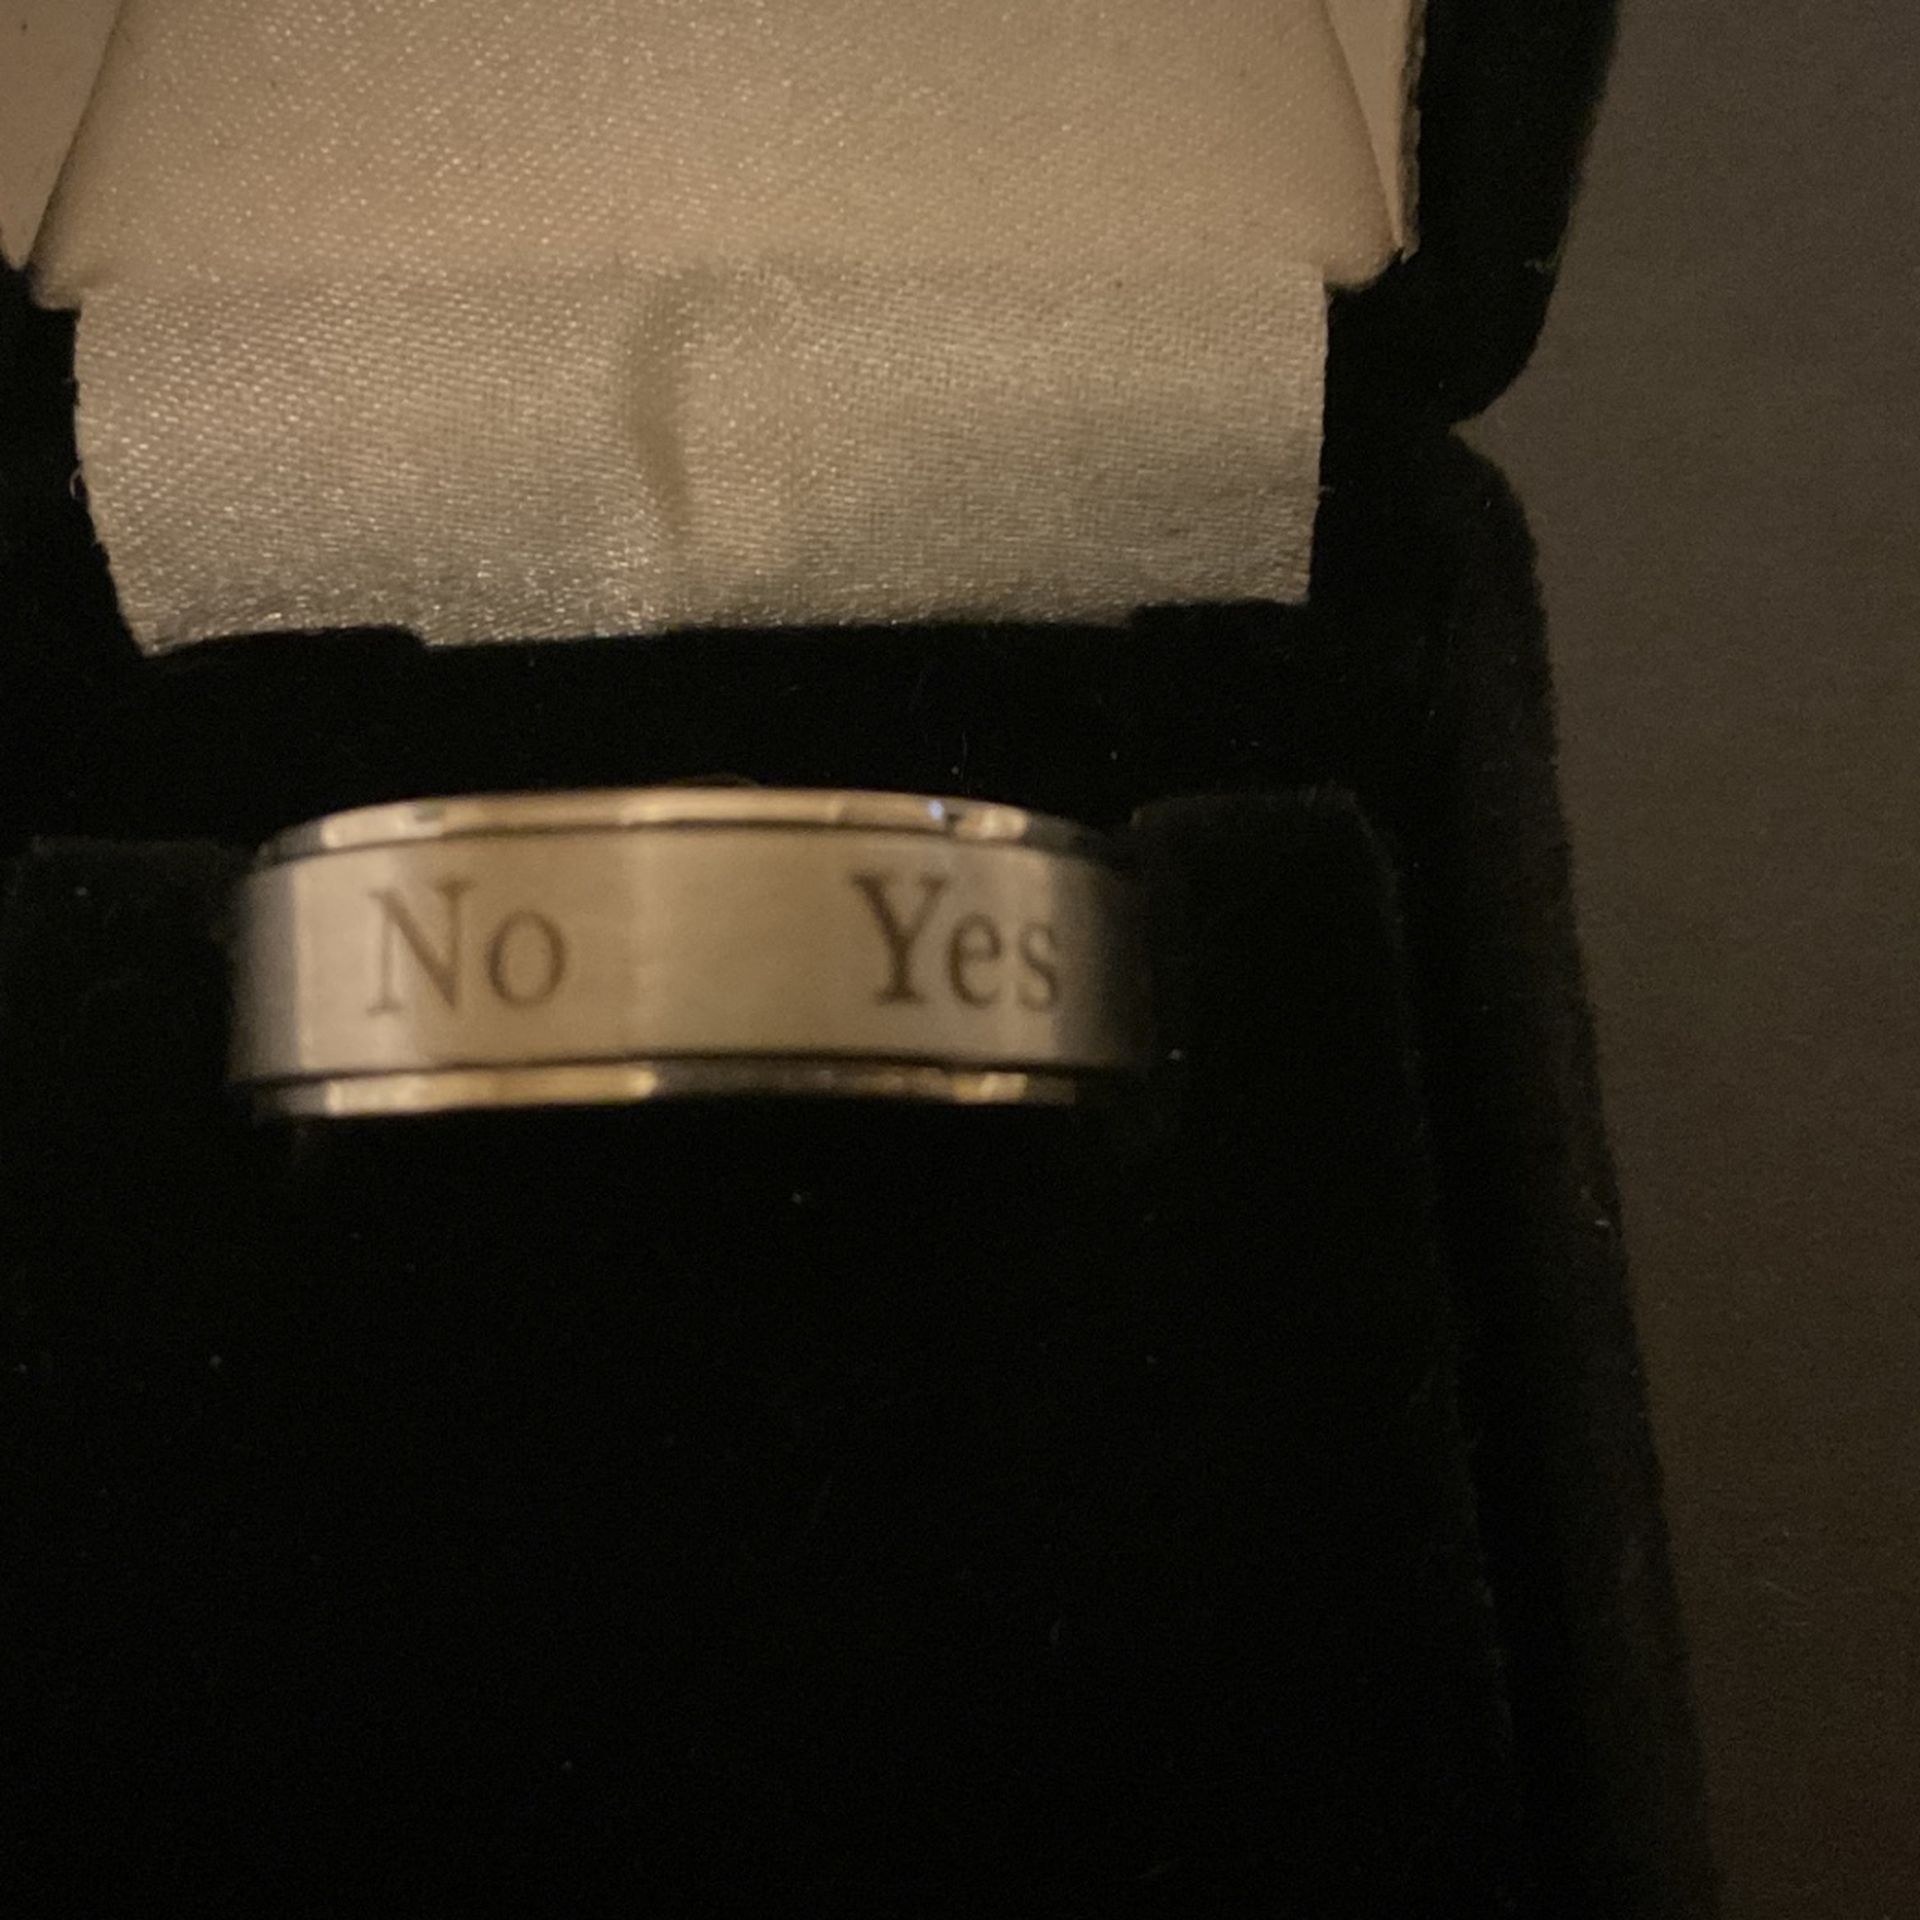 No Yes